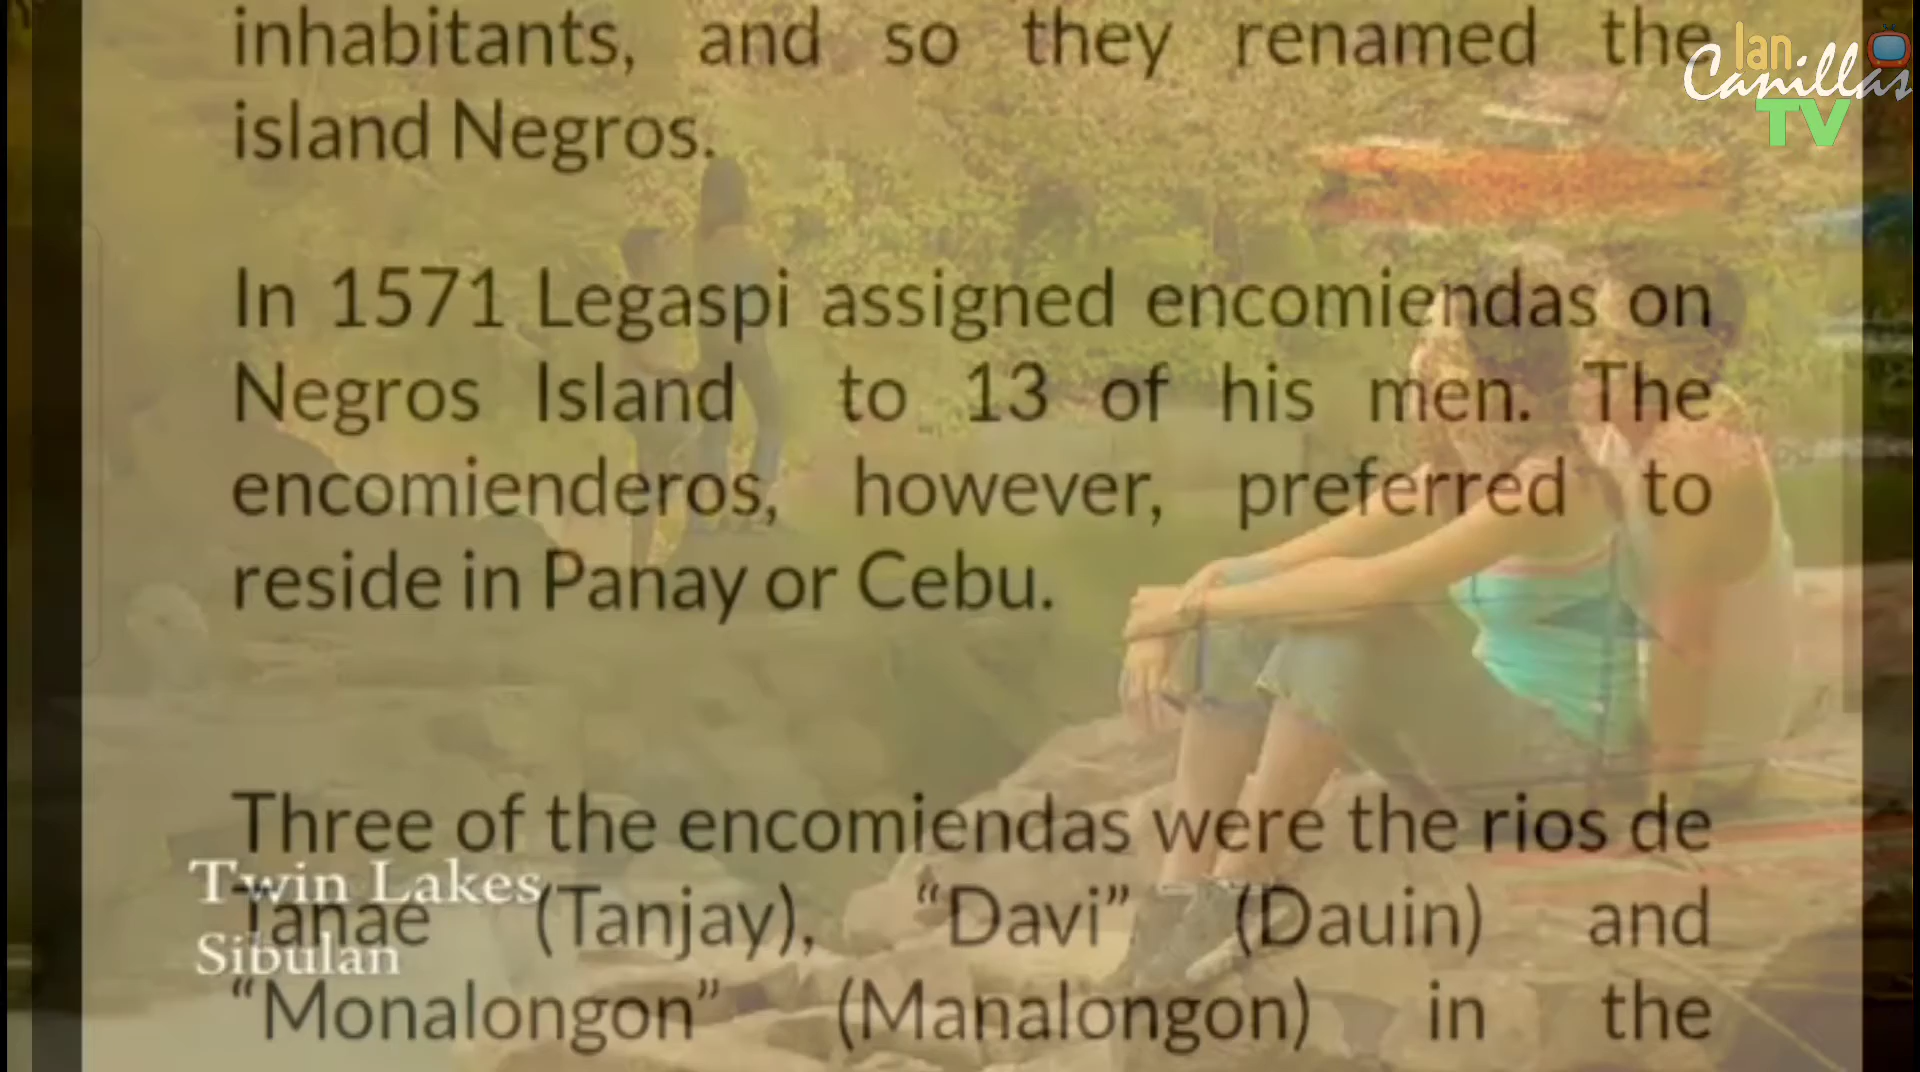 inhabitants, and so they renamed the
island Negros.
In 1571 Legaspi assigned encomiendas on
Negros Island to 13 of his men. The
encomienderos, however, preferred to
reside in Panay or Cebu.
Three of the encomiendas were the rios de
Tanae (Tanjay), “Davi” (Dauin) and
“Monalongon” (Manalongon) in the
Twin Lakes
Sibulan
Ian
Canillas
TV